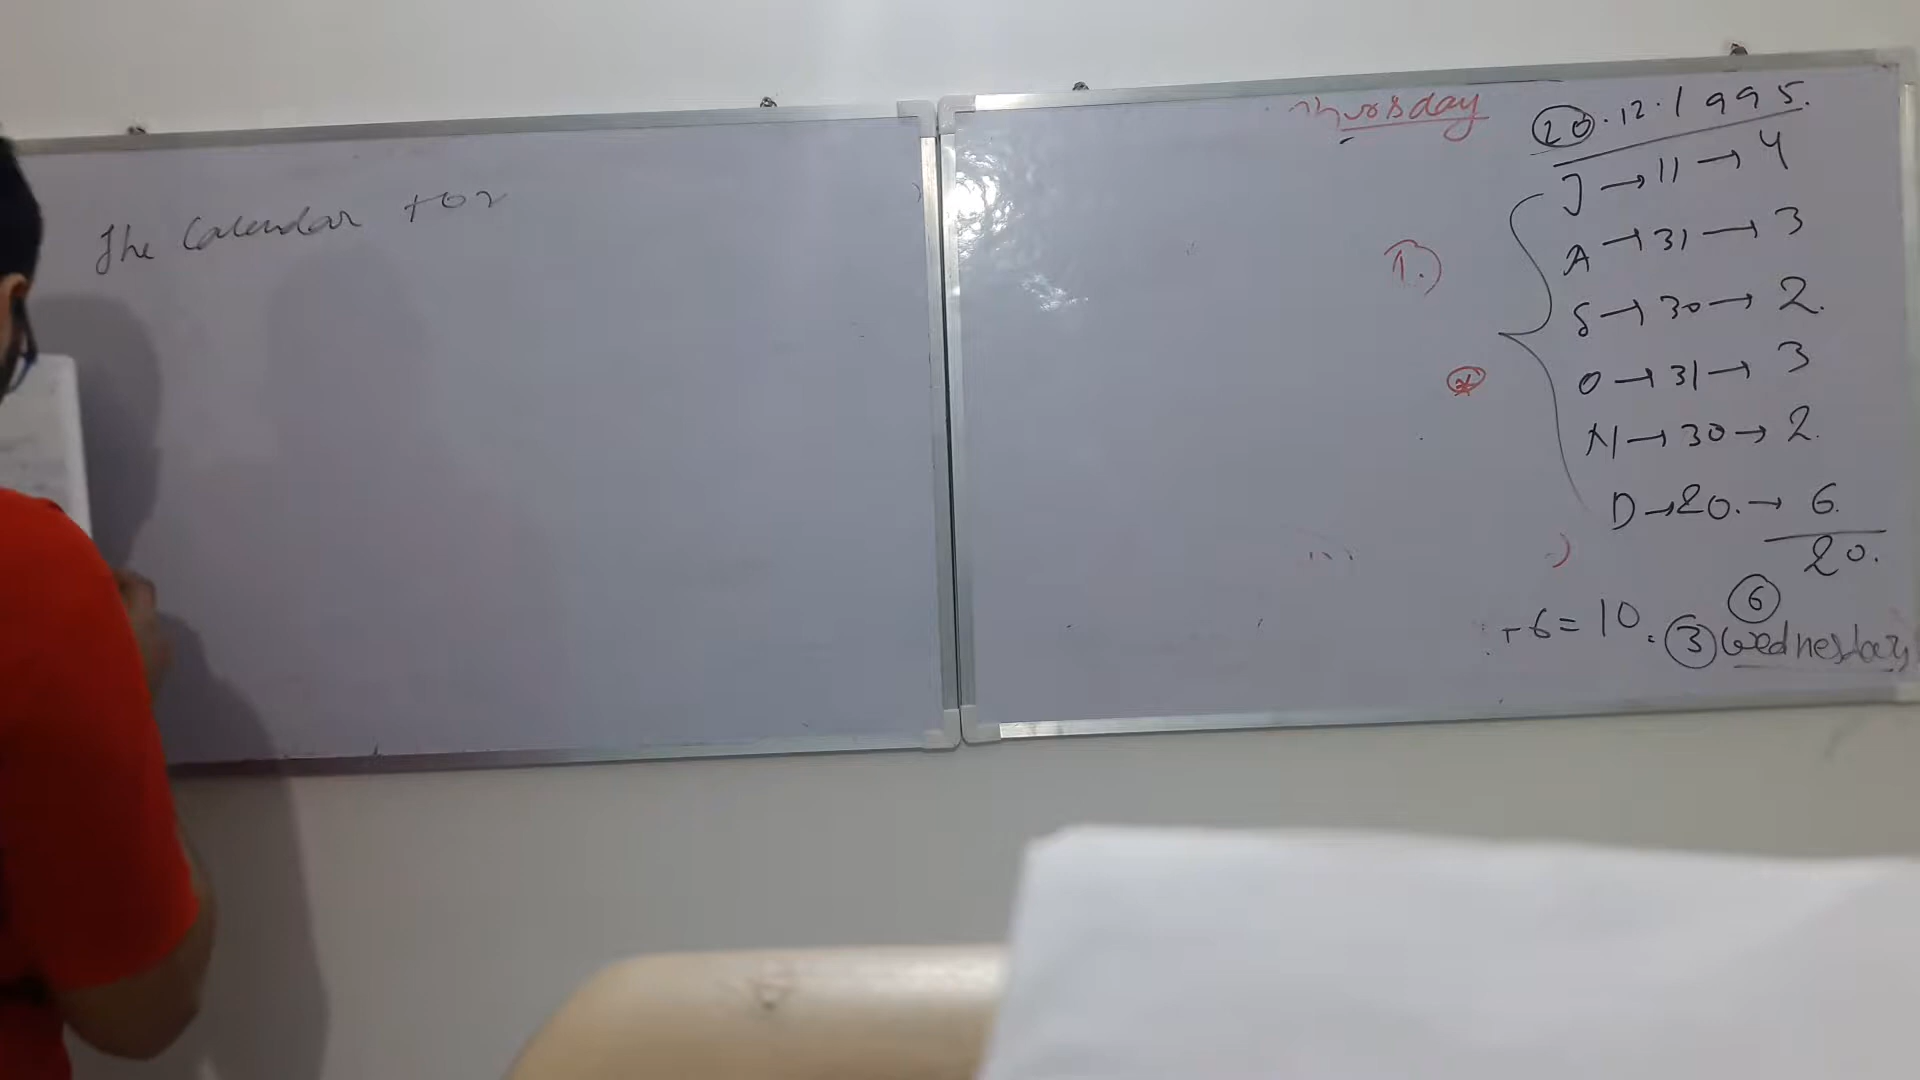 The Calendar for
Thursday
20.12.1995.
J → 11 → 4
A → 31 → 3
S → 30 → 2.
1.)
O → 31 → 3
N → 30 → 2.
D → 20. → 6.
20.
6
+6 = 10. = 3 Wednesday